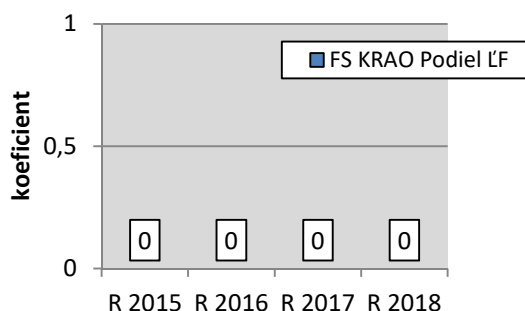 1
FS KRAO Podiel ĽF
koeficient
0,5
0 0 0 0
0
R 2015 R 2016 R 2017 R 2018